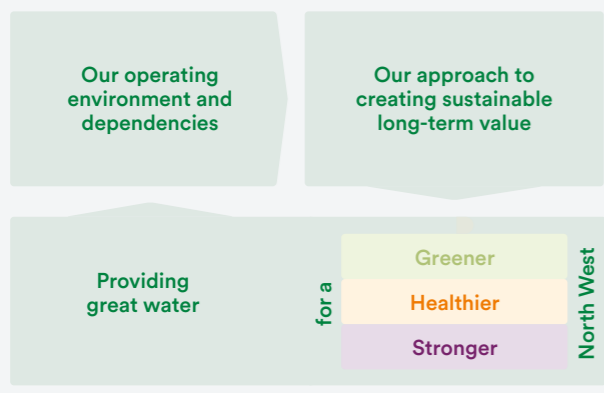 Our operating
environment and
dependencies
Our approach to
creating sustainable
long-term value
Providing
great water
for a
Greener
Healthier
Stronger
North West